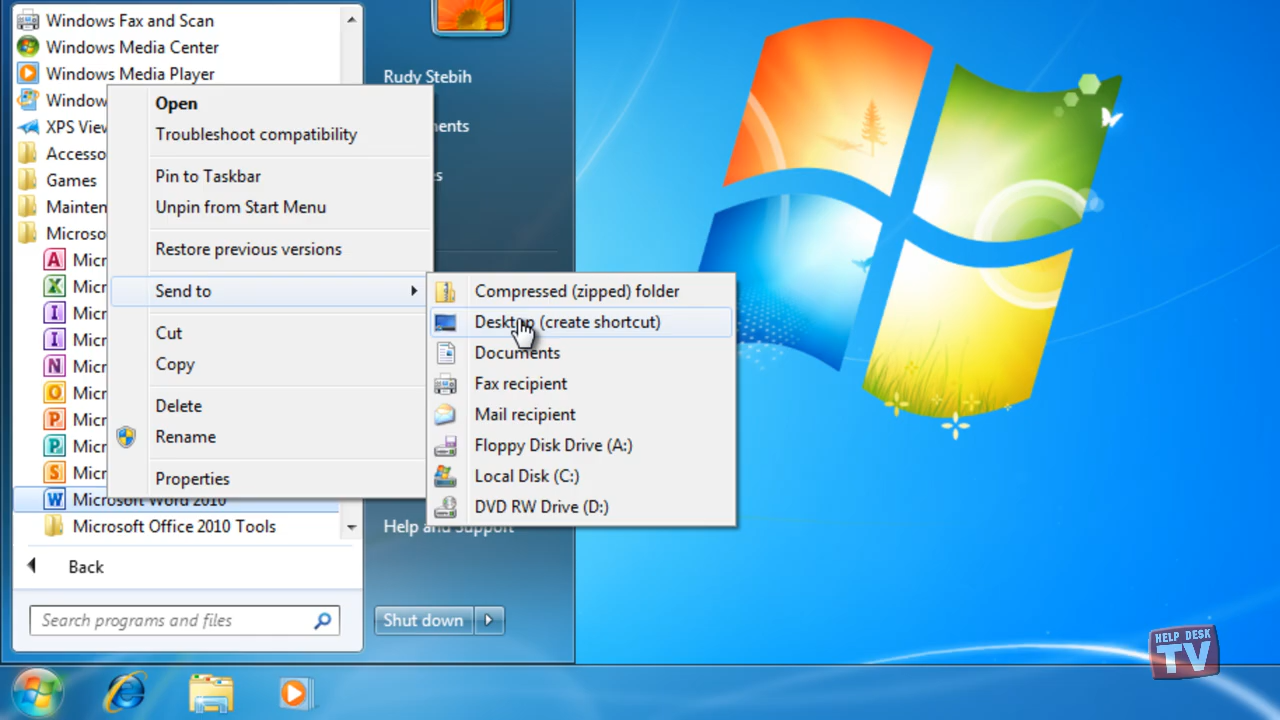 Windows Fax and Scan
Windows Media Center
Windows Media Player
Window
XPS View
Accesso
Games
Mainten
Microso
Micr
Micr
Micr
Micr
Micr
Micr
Micr
Micr
Micr
Microsoft Word 2010
Microsoft Office 2010 Tools
Back
Search programs and files
Open
Troubleshoot compatibility
Pin to Taskbar
Unpin from Start Menu
Restore previous versions
Send to
Cut
Copy
Delete
Rename
Properties
Compressed (zipped) folder
Desktop (create shortcut)
Documents
Fax recipient
Mail recipient
Floppy Disk Drive (A:)
Local Disk (C:)
DVD RW Drive (D:)
Rudy Stebih
ments
s
Help and Support
Shut down
HELP DESK
TV